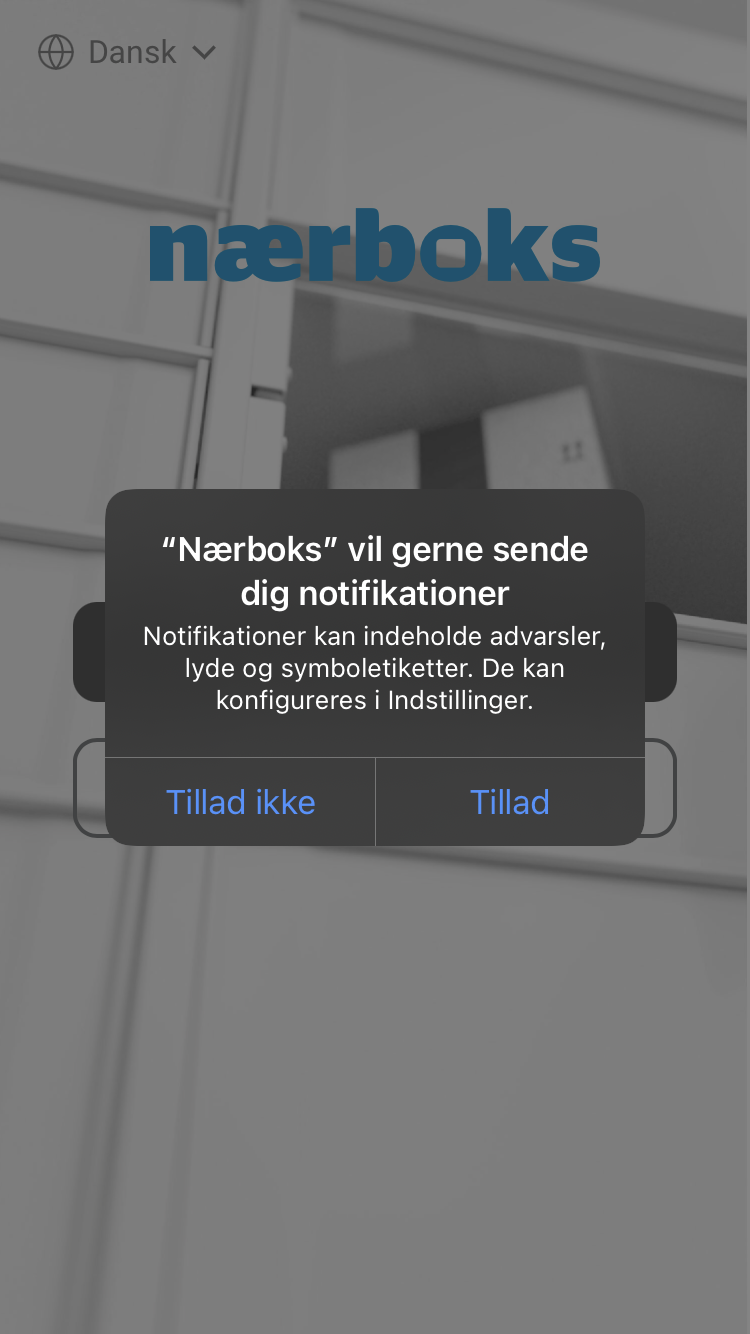 Dansk
nærboks
“Nærboks” vil gerne sende
dig notifikationer
Notifikationer kan indeholde advarsler,
lyde og symboletiketter. De kan
konfigureres i Indstillinger.
Tillad ikke
Tillad